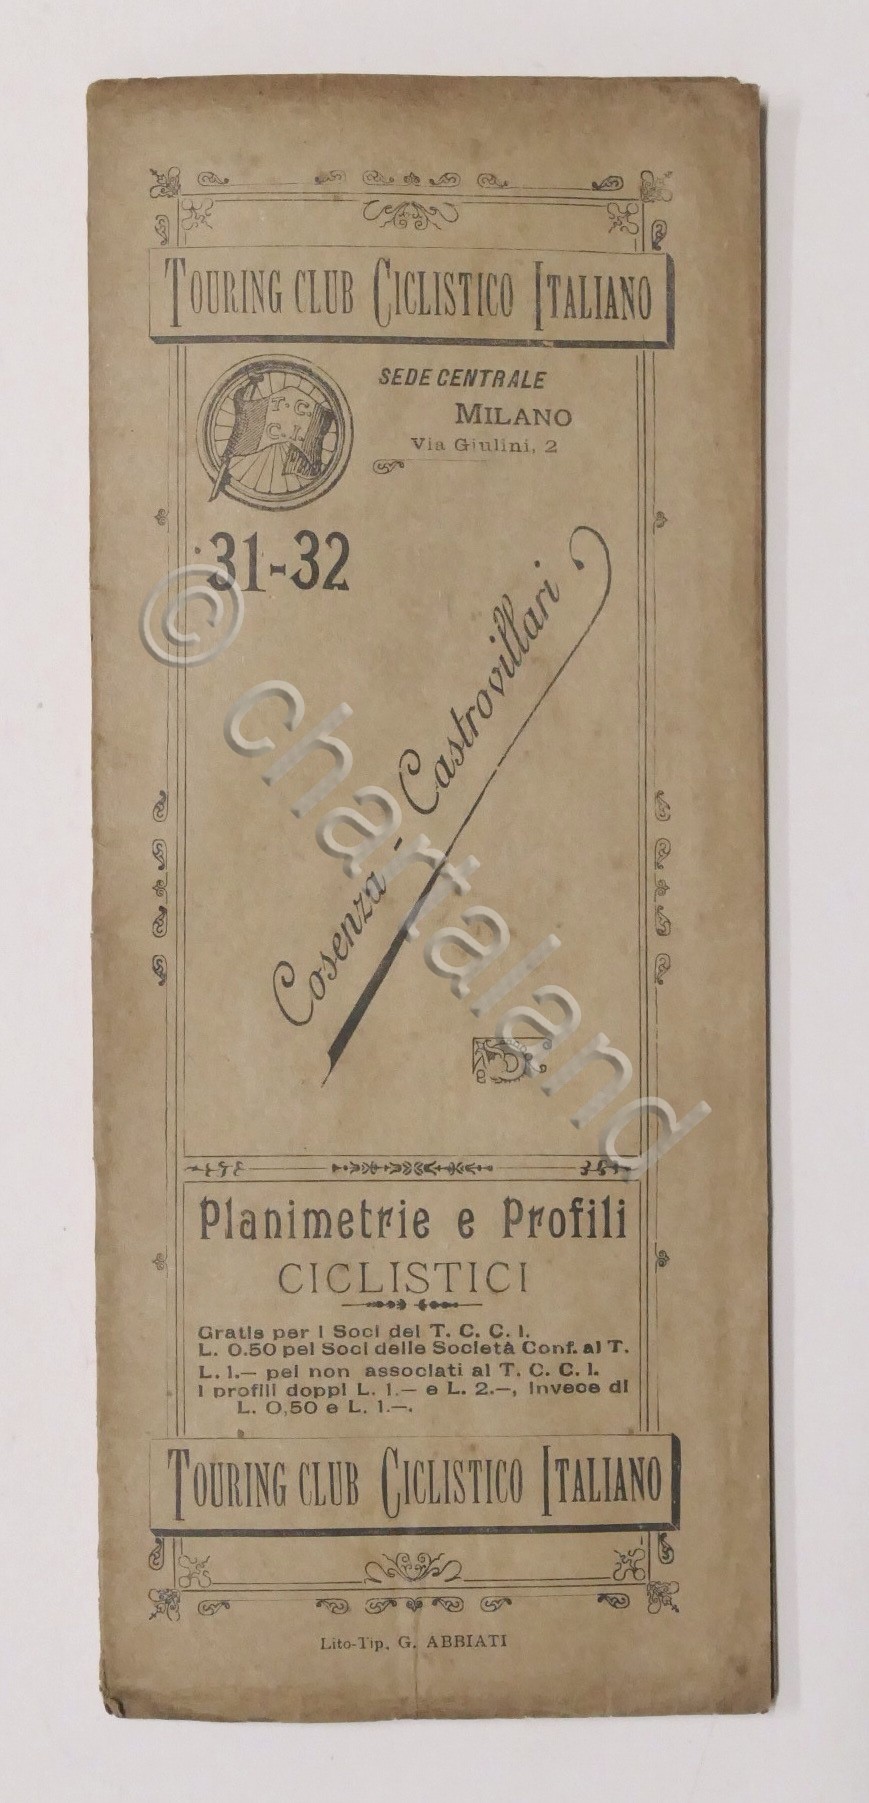 TOURING CLUB CICLISTICO ITALIANO
T. C.
C. I.
SEDE CENTRALE
MILANO
Via Giulini, 2
31-32
Cosenza - Castrovillari
© chartaland
Planimetrie e Profili
CICLISTICI
Gratis per i Soci del T. C. C. I.
L. 0.50 pei Soci delle Società Conf. al T.
L. 1.— pei non associati al T. C. C. I.
I profili doppi L. 1.— e L. 2.—, invece di
L. 0,50 e L. 1.—.
TOURING CLUB CICLISTICO ITALIANO
Lito-Tip. G. ABBIATI